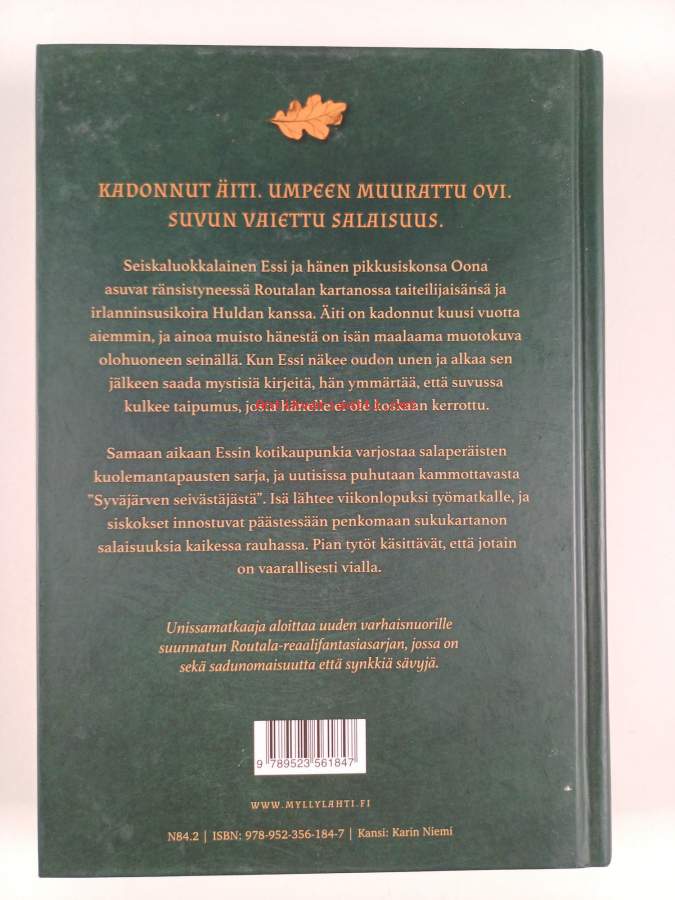 KADONNUT ÄITI. UMPEEN MUURATTU OVI.
SUVUN VAIETTU SALAISUUS.
Seiskaluokkalainen Essi ja hänen pikkusiskonsa Oona
asuvat ränsistyneessä Routalan kartanossa taiteilijaisänsä ja
irlanninsusikoira Huldan kanssa. Äiti on kadonnut kuusi vuotta
aiemmin, ja ainoa muisto hänestä on isän maalaama muotokuva
olohuoneen seinällä. Kun Essi näkee oudon unen ja alkaa sen
jälkeen saada mystisiä kirjeitä, hän ymmärtää, että suvussa
kulkee taipumus, josta hänelle ei ole koskaan kerrottu.
Samaan aikaan Essin kotikaupunkia varjostaa salaperäisten
kuolemantapausten sarja, ja uutisissa puhutaan kammottavasta
"Syväjärven seivästäjästä". Isä lähtee viikonlopuksi työmatkalle, ja
siskokset innostuvat päästessään penkomaan sukukartanon
salaisuuksia kaikessa rauhassa. Pian tytöt käsittävät, että jotain
on vaarallisesti vialla.
Unissamatkaaja aloittaa uuden varhaisnuorille
suunnatun Routala-reaalifantasiasarjan, jossa on
sekä sadunomaisuutta että synkkiä sävyjä.
9 789523 561847
WWW.MYLLYLAHTI.FI
N84.2 | ISBN: 978-952-356-184-7 | Kansi: Karin Niemi